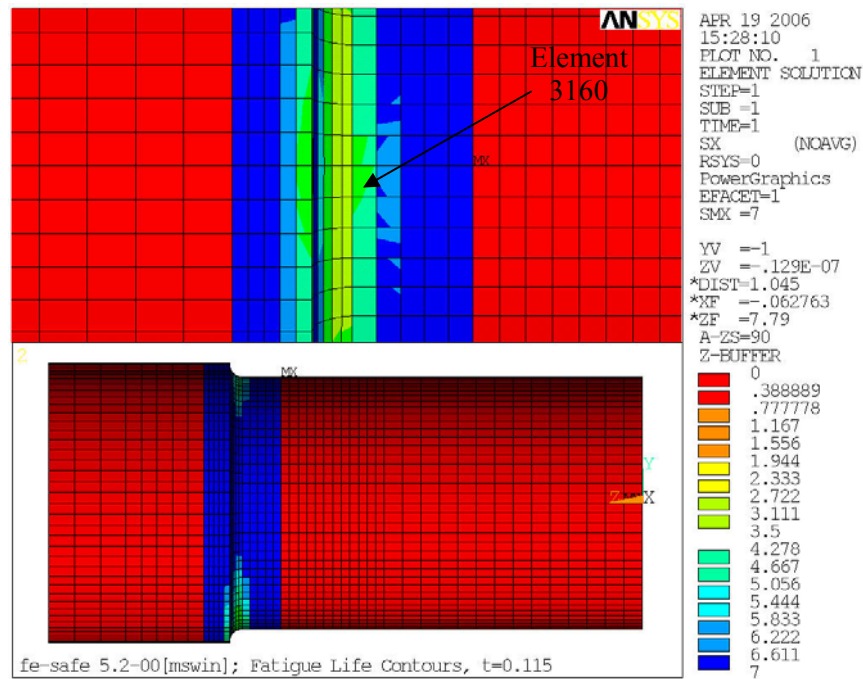 ANSYS
Element
3160
MX
APR 19 2006
15:28:10
PLOT NO. 1
ELEMENT SOLUTION
STEP=1
SUB =1
TIME=1
SX (NOAVG)
RSYS=0
PowerGraphics
EFACET=1
SMX =7
YV =-1
ZV =-.129E-07
*DIST=1.045
*XF =-.062763
*ZF =7.79
A-ZS=90
Z-BUFFER
0
.388889
.777778
1.167
1.556
1.944
2.333
2.722
3.111
3.5
4.278
4.667
5.056
5.444
5.833
6.222
6.611
7
2
MX
Y
Z X
fe-safe 5.2-00[mswin]; Fatigue Life Contours, t=0.115